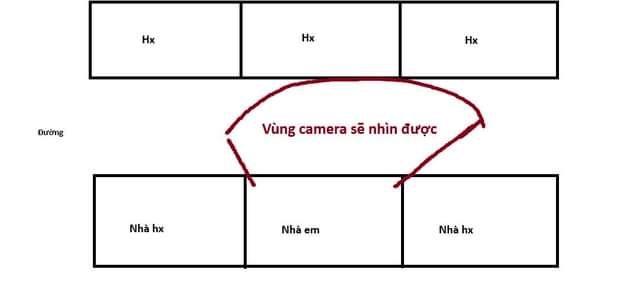 Hx
Hx
Hx
Đường
Vùng camera sẽ nhìn được
Nhà hx
Nhà em
Nhà hx